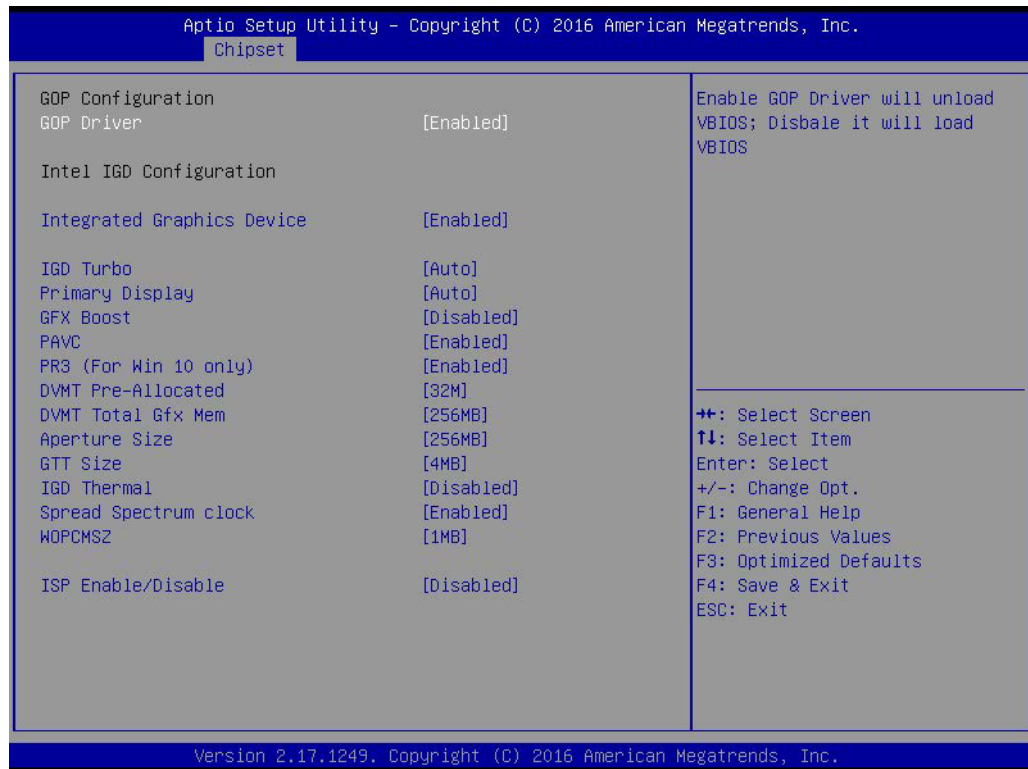 Aptio Setup Utility – Copyright (C) 2016 American Megatrends, Inc.
Chipset
GOP Configuration
GOP Driver [Enabled]
Intel IGD Configuration
Integrated Graphics Device [Enabled]
IGD Turbo [Auto]
Primary Display [Auto]
GFX Boost [Disabled]
PAVC [Enabled]
PR3 (For Win 10 only) [Enabled]
DVMT Pre-Allocated [32M]
DVMT Total Gfx Mem [256MB]
Aperture Size [256MB]
GTT Size [4MB]
IGD Thermal [Disabled]
Spread Spectrum clock [Enabled]
WOPCMSZ [1MB]
ISP Enable/Disable [Disabled]
Enable GOP Driver will unload
VBIOS; Disbale it will load
VBIOS
→←: Select Screen
↑↓: Select Item
Enter: Select
+/-: Change Opt.
F1: General Help
F2: Previous Values
F3: Optimized Defaults
F4: Save & Exit
ESC: Exit
Version 2.17.1249. Copyright (C) 2016 American Megatrends, Inc.